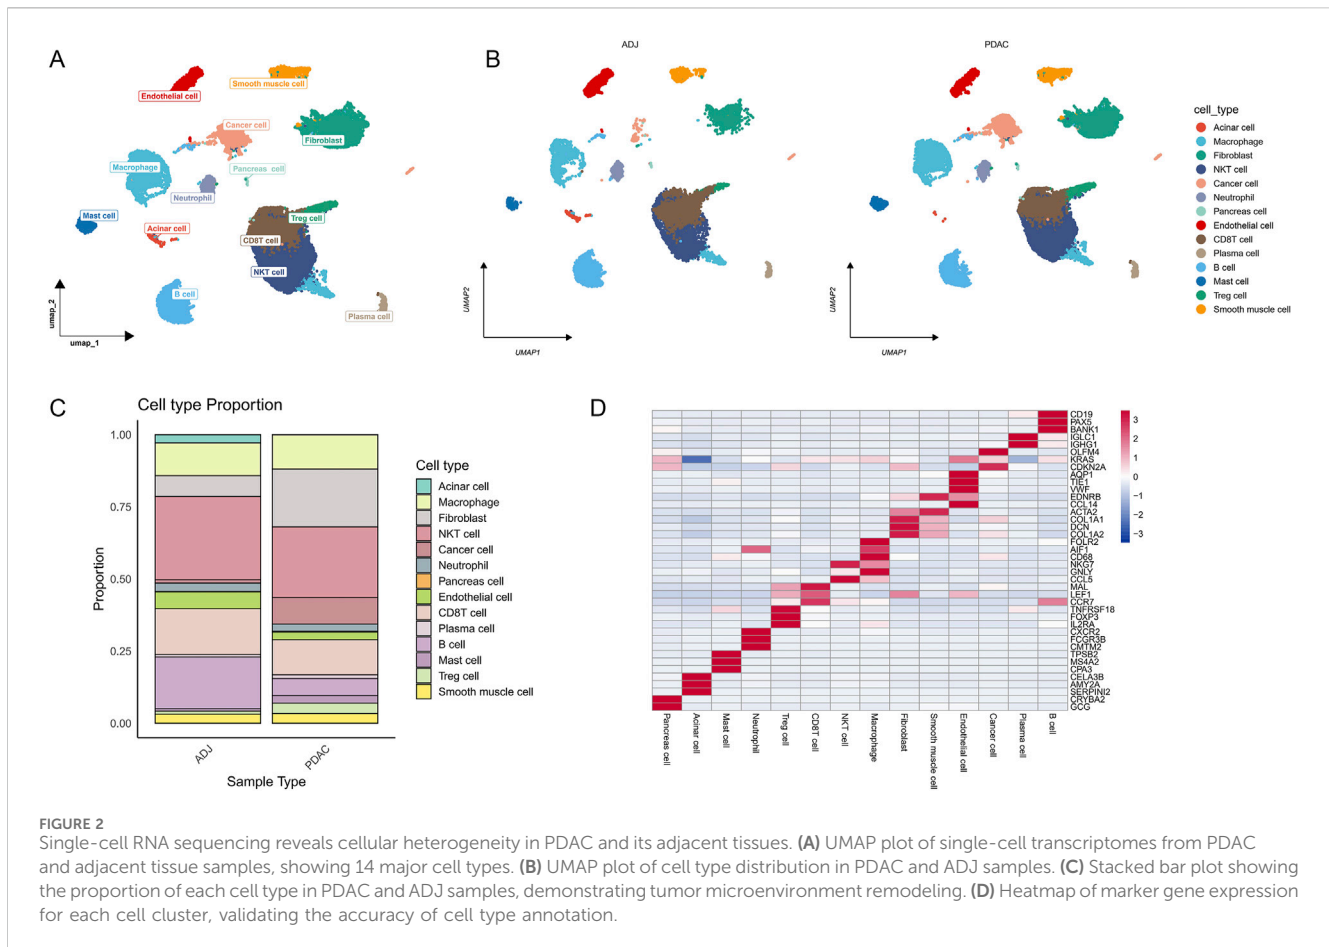 A
Endothelial cell
Smooth muscle cell
Cancer cell
Fibroblast
Macrophage
Pancreas cell
Neutrophil
Mast cell
Acinar cell
Treg cell
CD8T cell
NKT cell
B cell
Plasma cell
umap_2
umap_1
B
ADJ
PDAC
UMAP2
UMAP1
UMAP2
UMAP1
cell_type
Acinar cell
Macrophage
Fibroblast
NKT cell
Cancer cell
Neutrophil
Pancreas cell
Endothelial cell
CD8T cell
Plasma cell
B cell
Mast cell
Treg cell
Smooth muscle cell
C
Cell type Proportion
1.00
0.75
0.50
0.25
0.00
Proportion
ADJ
PDAC
Sample Type
Cell type
Acinar cell
Macrophage
Fibroblast
NKT cell
Cancer cell
Neutrophil
Pancreas cell
Endothelial cell
CD8T cell
Plasma cell
B cell
Mast cell
Treg cell
Smooth muscle cell
D
CD19
PAX5
BANK1
IGLC1
IGHG1
OLFM4
KRAS
CDKN2A
AQP1
TIE1
VWF
EDNRB
CCL14
ACTA2
COL1A1
DCN
COL1A2
FOLR2
AIF1
CD68
NKG7
GNLY
CCL5
MAL
LEF1
CCR7
TNFRSF18
FOXP3
IL2RA
CXCR2
FCGR3B
CMTM2
TPSB2
MS4A2
CPA3
CELA3B
AMY2A
SERPINI2
CRYBA2
GCG
Pancreas cell
Acinar cell
Mast cell
Neutrophil
Treg cell
CD8T cell
NKT cell
Macrophage
Fibroblast
Smooth muscle cell
Endothelial cell
Cancer cell
Plasma cell
B cell
3
2
1
0
−1
−2
−3
FIGURE 2
Single-cell RNA sequencing reveals cellular heterogeneity in PDAC and its adjacent tissues. (A) UMAP plot of single-cell transcriptomes from PDAC
and adjacent tissue samples, showing 14 major cell types. (B) UMAP plot of cell type distribution in PDAC and ADJ samples. (C) Stacked bar plot showing
the proportion of each cell type in PDAC and ADJ samples, demonstrating tumor microenvironment remodeling. (D) Heatmap of marker gene expression
for each cell cluster, validating the accuracy of cell type annotation.